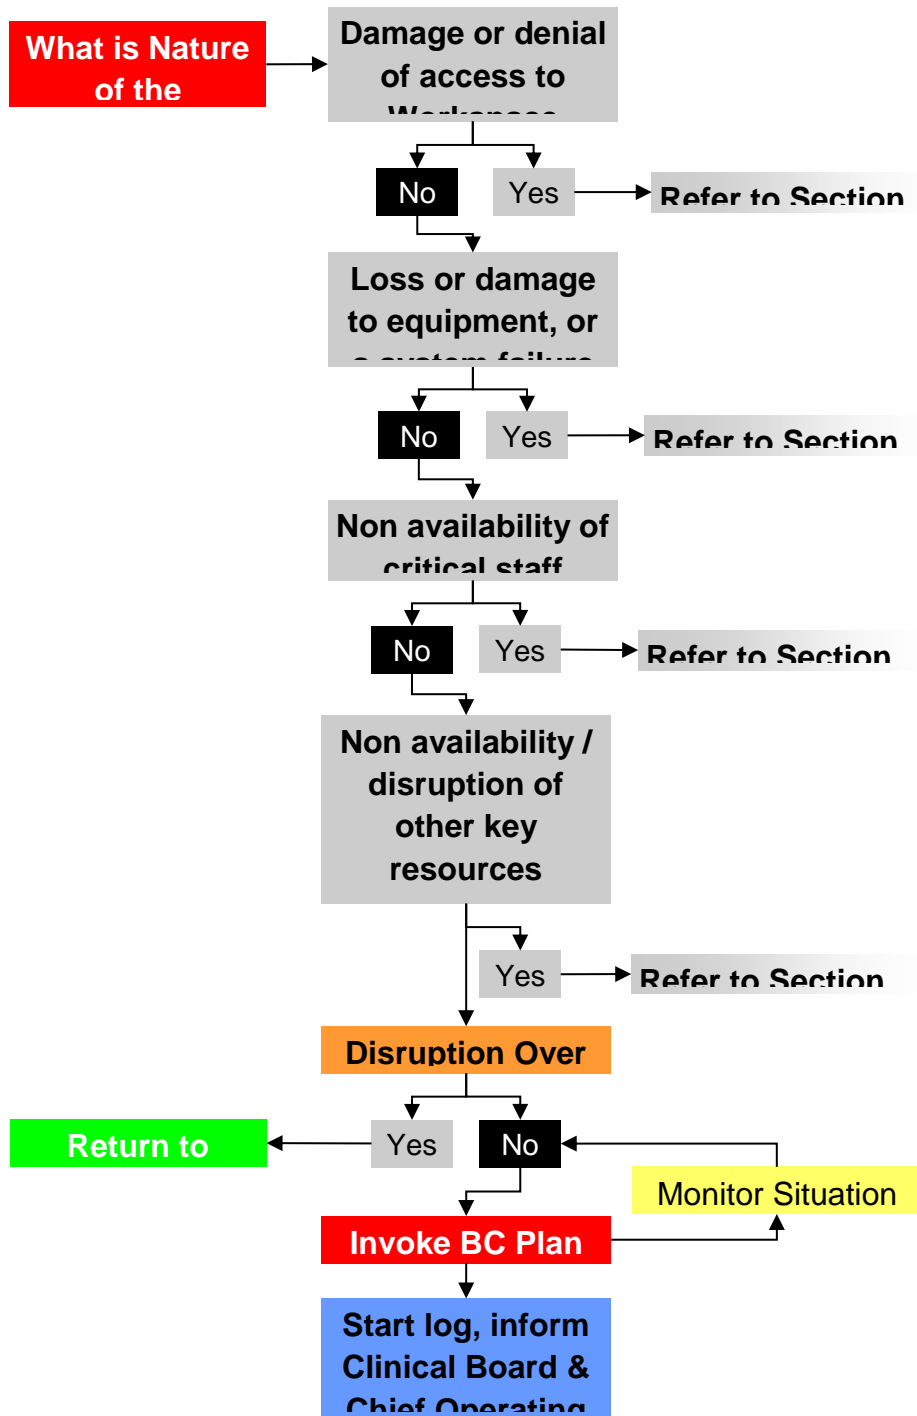 What is Nature
of the
Damage or denial
of access to
Workspace
No
Yes
Refer to Section
Loss or damage
to equipment, or
a system failure
No
Yes
Refer to Section
Non availability of
critical staff
No
Yes
Refer to Section
Non availability /
disruption of
other key
resources
Yes
Refer to Section
Disruption Over
Return to
Yes
No
Monitor Situation
Invoke BC Plan
Start log, inform
Clinical Board &
Chief Operating